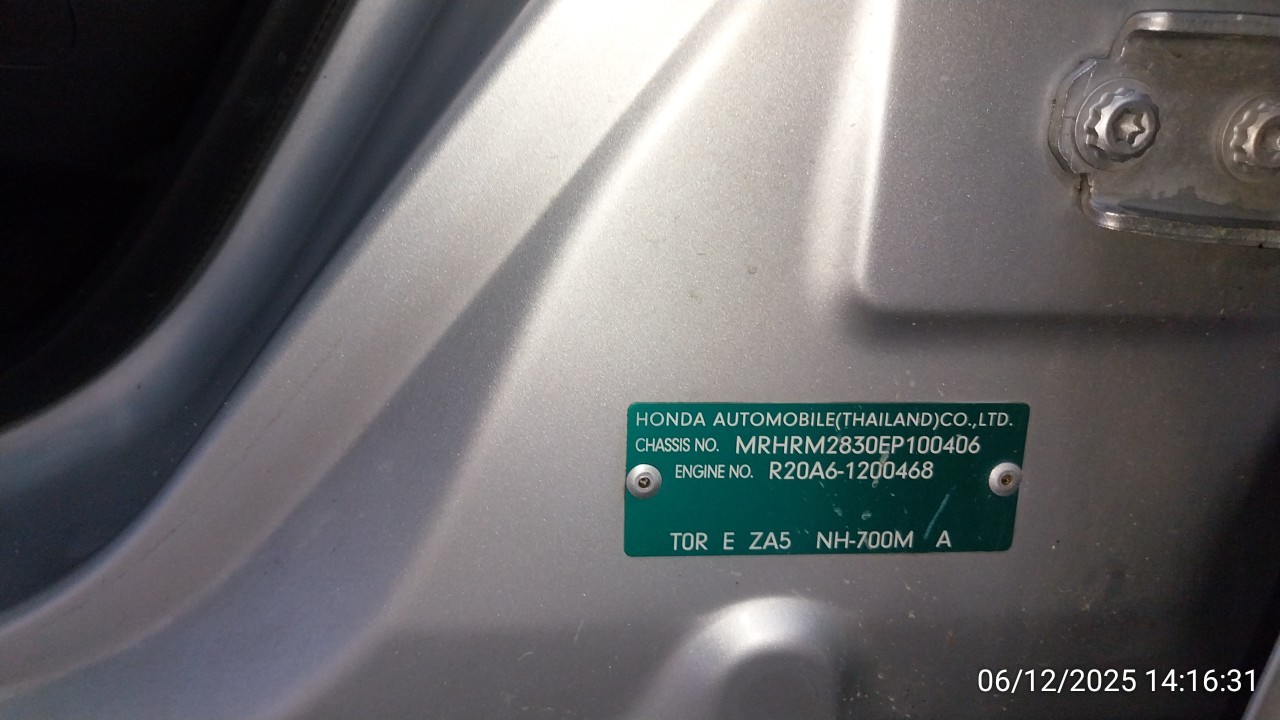 HONDA AUTOMOBILE(THAILAND)CO.,LTD.
CHASSIS NO. MRHRM2830EP100406
ENGINE NO. R20A6-1200468
T0R E ZA5 NH-700M A
06/12/2025 14:16:31